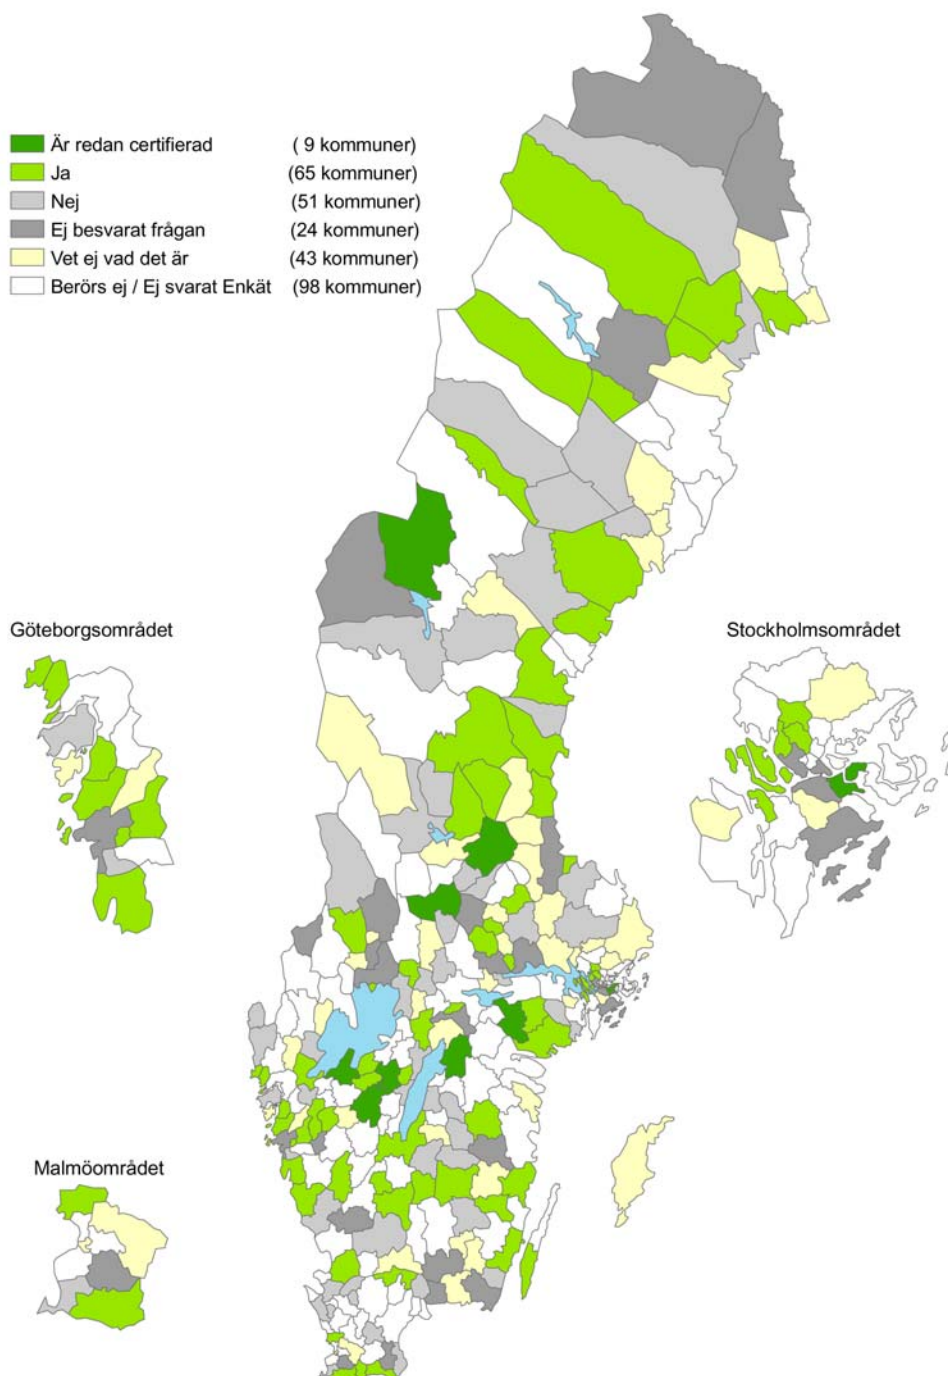 Är redan certifierad ( 9 kommuner)
Ja (65 kommuner)
Nej (51 kommuner)
Ej besvarat frågan (24 kommuner)
Vet ej vad det är (43 kommuner)
Berörs ej / Ej svarat Enkät (98 kommuner)
Göteborgsområdet
Stockholmsområdet
Malmöområdet